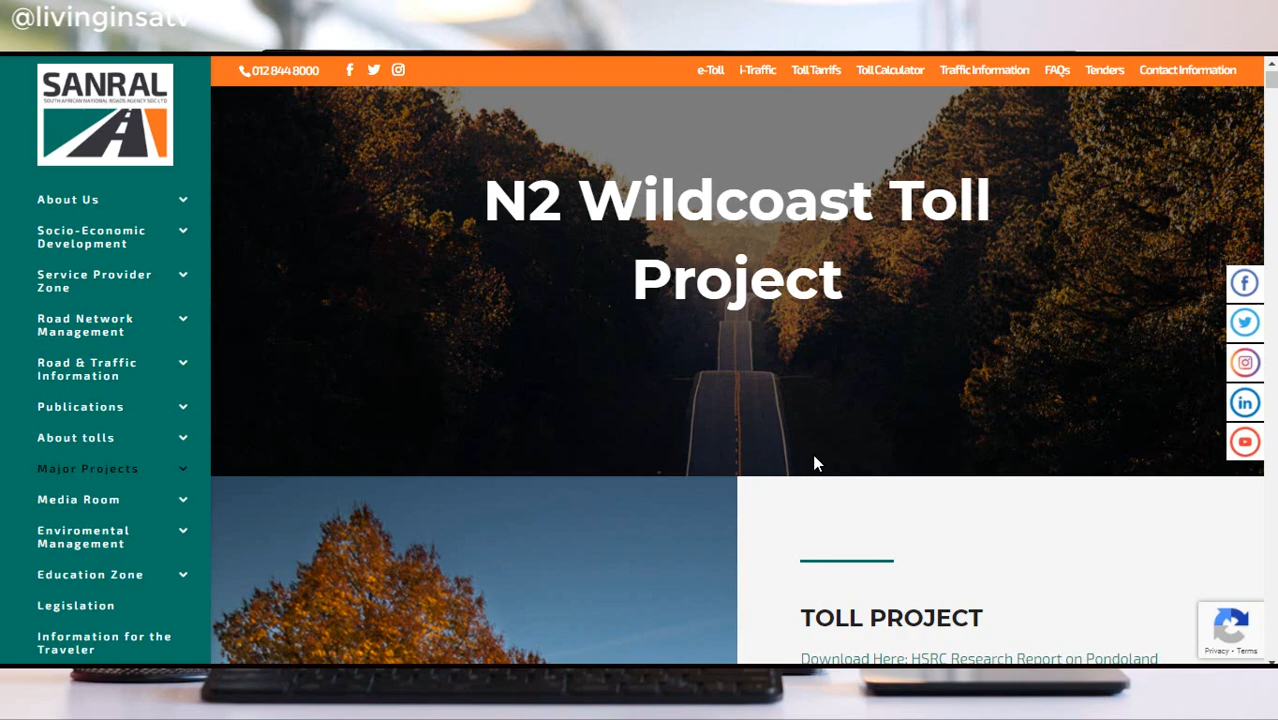 @livinginsatv
SANRAL
SOUTH AFRICAN NATIONAL ROADS AGENCY SOC LTD
012 844 8000
e-Toll
i-Traffic
Toll Tarrifs
Toll Calculator
Traffic Information
FAQs
Tenders
Contact Information
About Us
Socio-Economic
Development
Service Provider
Zone
Road Network
Management
Road & Traffic
Information
Publications
About tolls
Major Projects
Media Room
Enviromental
Management
Education Zone
Legislation
Information for the
Traveler
N2 Wildcoast Toll
Project
TOLL PROJECT
Download Here: HSRC Research Report on Pondoland
Privacy • Terms